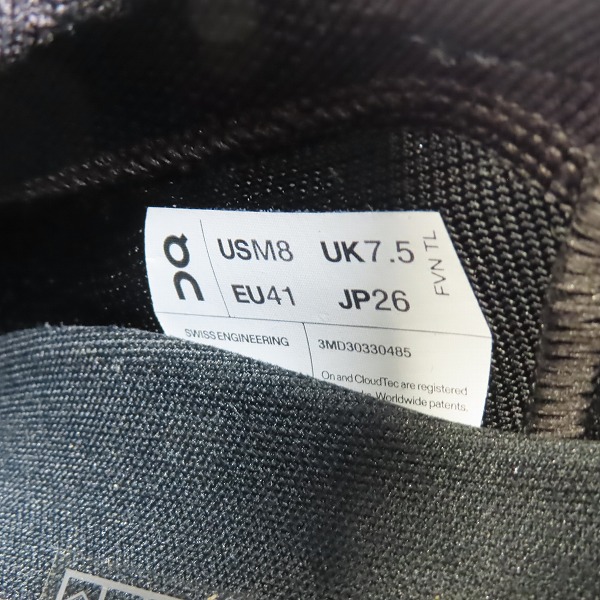 USM8 UK7.5
EU41 JP26
FVN TL
SWISS ENGINEERING
3MD30330485
On and CloudTec are registered
Worldwide patents.